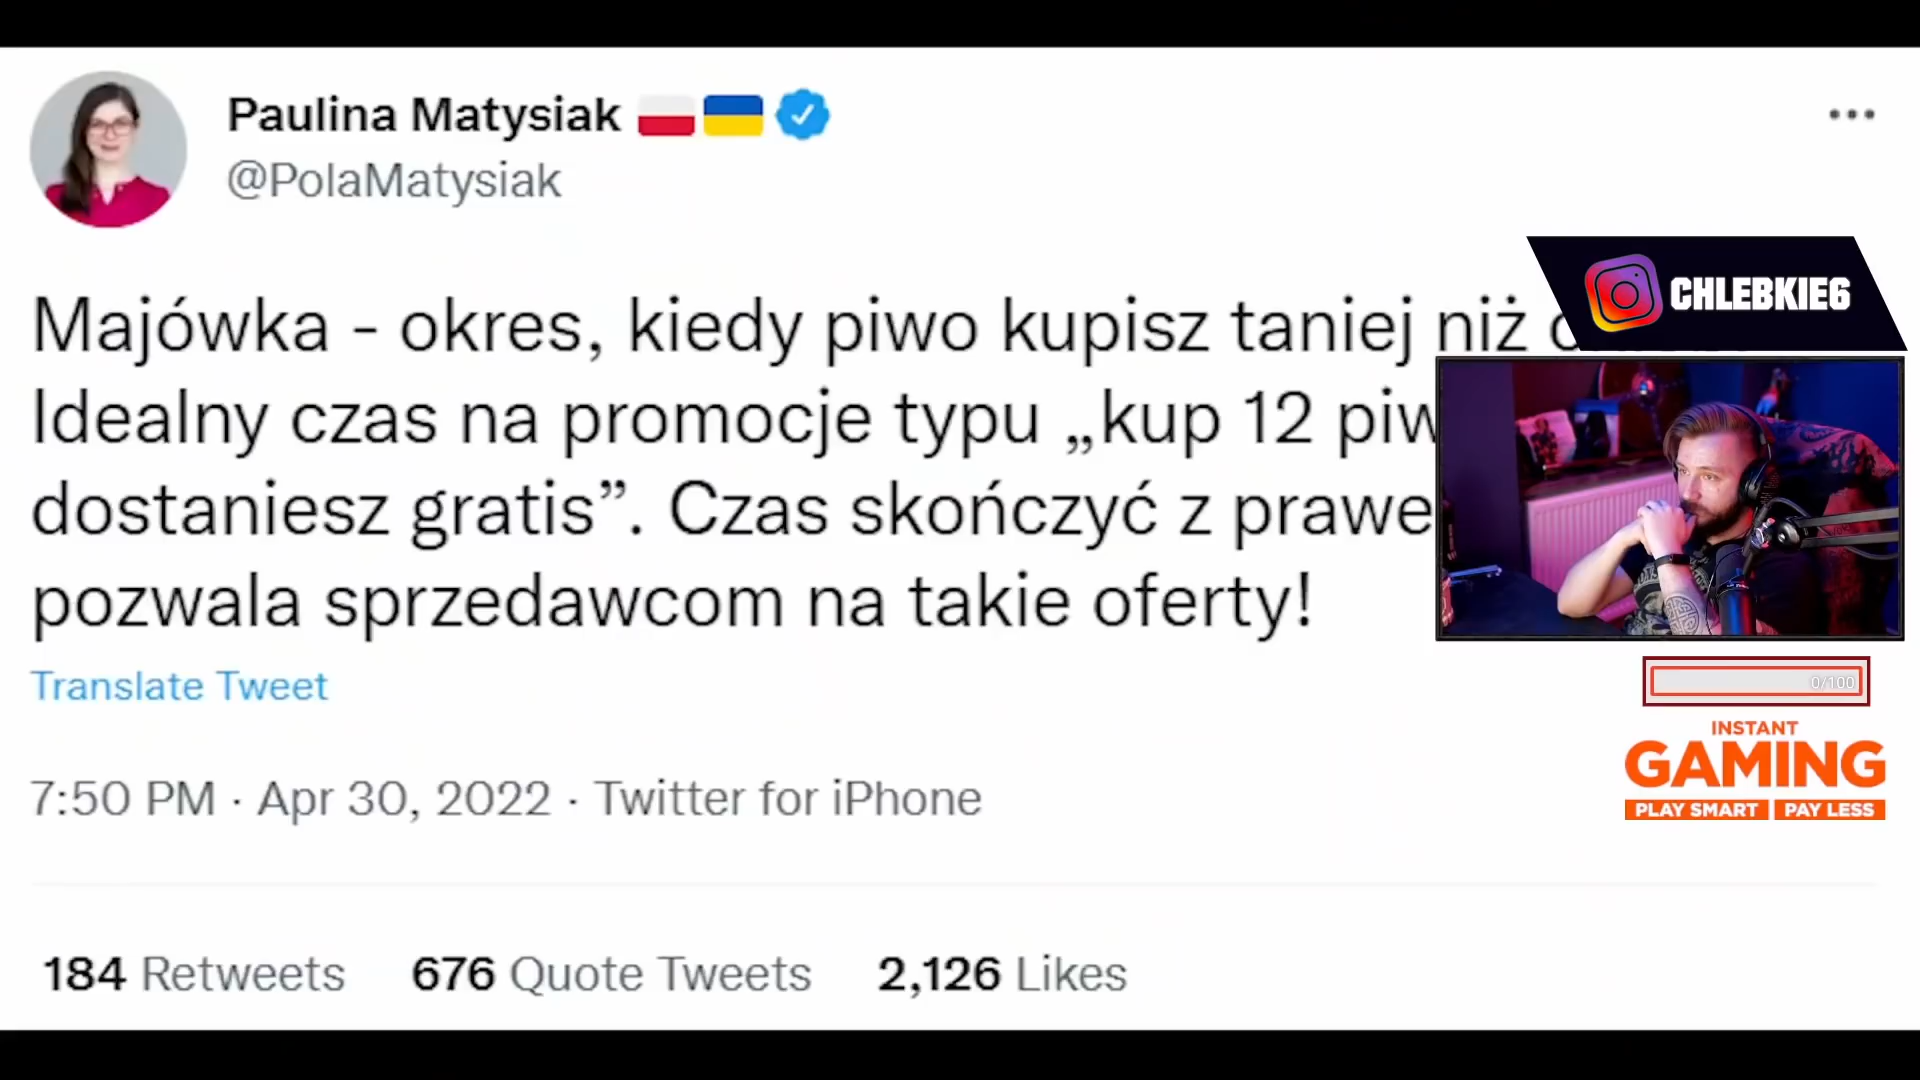 Paulina Matysiak
@PolaMatysiak
Majówka - okres, kiedy piwo kupisz taniej niż
Idealny czas na promocje typu „kup 12 piw
dostaniesz gratis”. Czas skończyć z prawe
pozwala sprzedawcom na takie oferty!
Translate Tweet
7:50 PM · Apr 30, 2022 · Twitter for iPhone
184 Retweets 676 Quote Tweets 2,126 Likes
CHLEBKIE6
0/100
INSTANT
GAMING
PLAY SMART PAY LESS